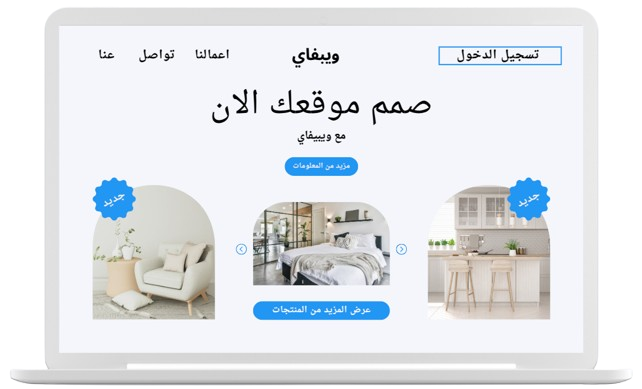 تسجيل الدخول
ويبفاي
اعمالنا
تواصل
عنا
صمم موقعك الان
مع ويبيفاي
مزيد من المعلومات
جديد
جديد
عرض المزيد من المنتجات